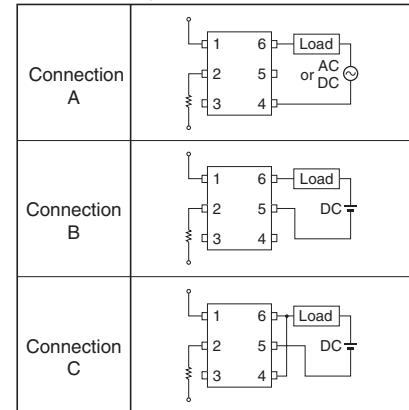 Connection
A
1 6 Load
2 5 or AC
DC
3 4
Connection
B
1 6 Load
2 5 DC
3 4
Connection
C
1 6 Load
2 5 DC
3 4